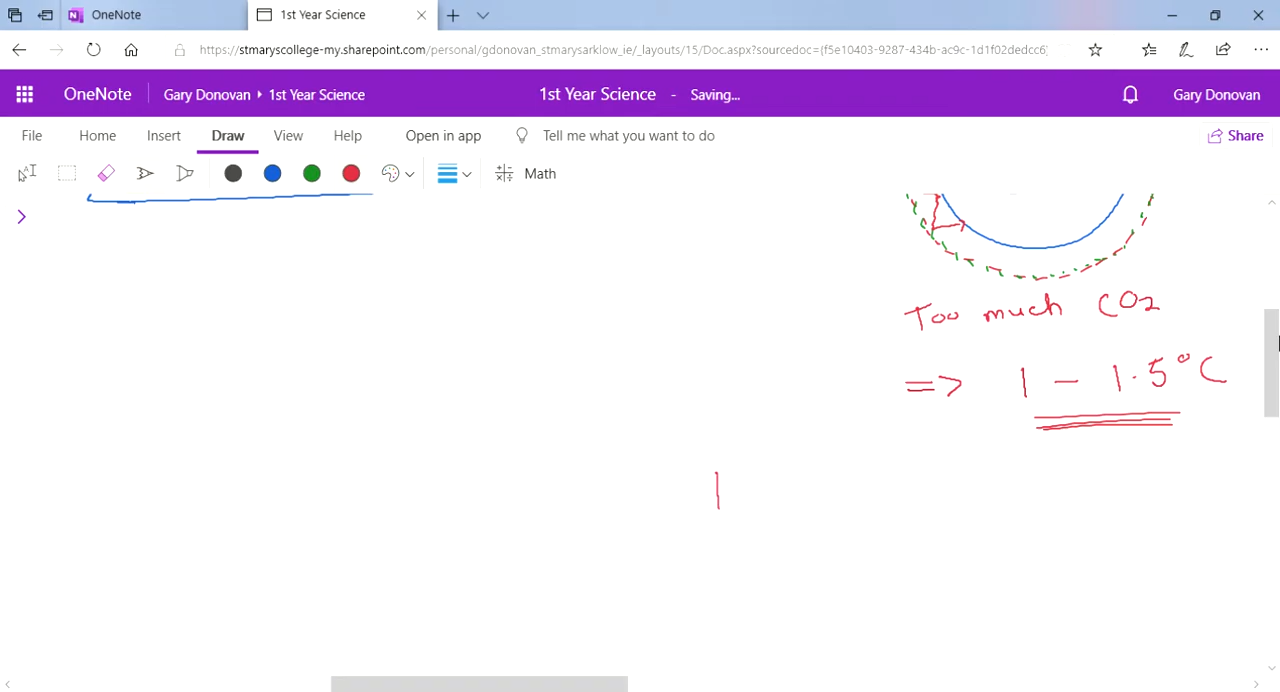 OneNote
1st Year Science
https://stmaryscollege-my.sharepoint.com/personal/gdonovan_stmarysarklow_ie/_layouts/15/Doc.aspx?sourcedoc={f5e10403-9287-434b-ac9c-1d1f02dedcc6}
OneNote Gary Donovan 1st Year Science 1st Year Science - Saving... Gary Donovan
File Home Insert Draw View Help Open in app Tell me what you want to do Share
Math
Too much CO2
=> 1 - 1.5°C
1